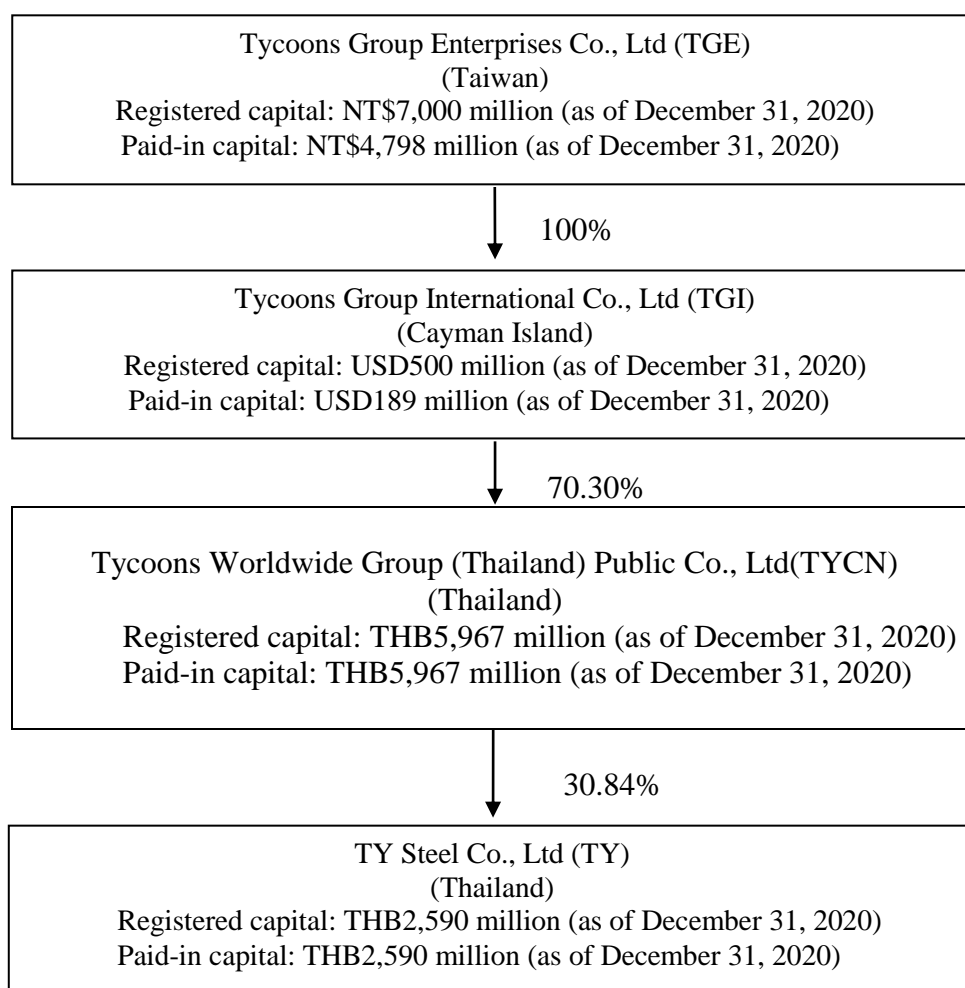 Tycoons Group Enterprises Co., Ltd (TGE)
(Taiwan)
Registered capital: NT$7,000 million (as of December 31, 2020)
Paid-in capital: NT$4,798 million (as of December 31, 2020)
100%
Tycoons Group International Co., Ltd (TGI)
(Cayman Island)
Registered capital: USD500 million (as of December 31, 2020)
Paid-in capital: USD189 million (as of December 31, 2020)
70.30%
Tycoons Worldwide Group (Thailand) Public Co., Ltd(TYCN)
(Thailand)
Registered capital: THB5,967 million (as of December 31, 2020)
Paid-in capital: THB5,967 million (as of December 31, 2020)
30.84%
TY Steel Co., Ltd (TY)
(Thailand)
Registered capital: THB2,590 million (as of December 31, 2020)
Paid-in capital: THB2,590 million (as of December 31, 2020)